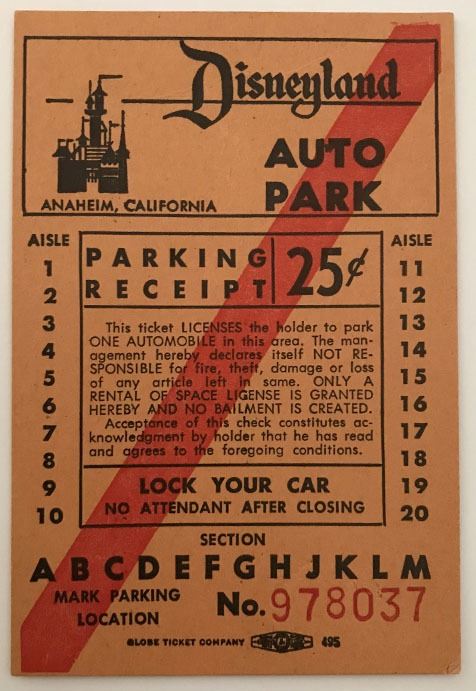 Disneyland
AUTO
PARK
ANAHEIM, CALIFORNIA
AISLE
1
2
3
4
5
6
7
8
9
10
PARKING
RECEIPT
25¢
This ticket LICENSES the holder to park
ONE AUTOMOBILE in this area. The man-
agement hereby declares itself NOT RE-
SPONSIBLE for fire, theft, damage or loss
of any article left in same. ONLY A
RENTAL OF SPACE LICENSE IS GRANTED
HEREBY AND NO BAILMENT IS CREATED.
Acceptance of this check constitutes ac-
knowledgment by holder that he has read
and agrees to the foregoing conditions.
LOCK YOUR CAR
NO ATTENDANT AFTER CLOSING
AISLE
11
12
13
14
15
16
17
18
19
20
SECTION
A B C D E F G H J K L M
MARK PARKING
LOCATION
No. 978037
GLOBE TICKET COMPANY 495